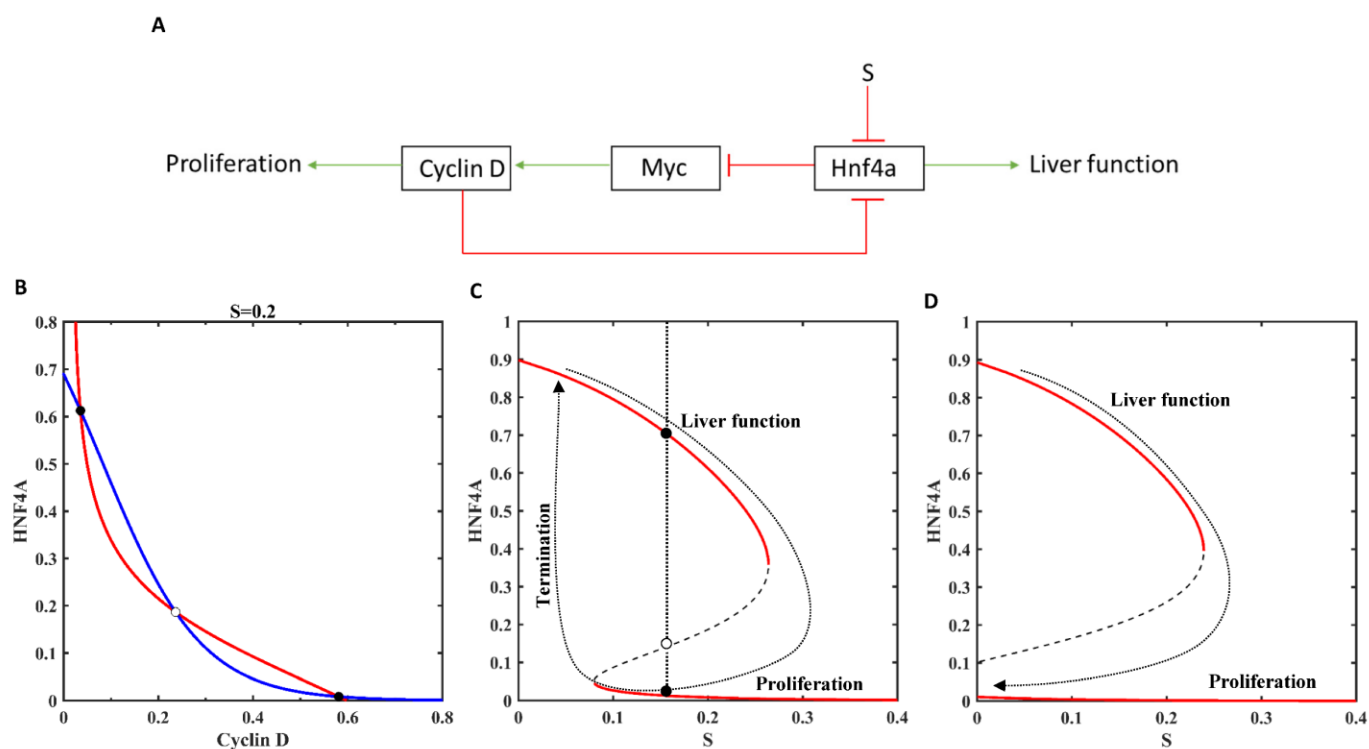 A
S
Proliferation
Cyclin D
Myc
Hnf4a
Liver function
B
S=0.2
0.8
0.7
0.6
0.5
0.4
0.3
0.2
0.1
0
HNF4A
0 0.2 0.4 0.6 0.8
Cyclin D
C
1
0.9
0.8
0.7
0.6
0.5
0.4
0.3
0.2
0.1
0
HNF4A
Termination
Liver function
Proliferation
0 0.1 0.2 0.3 0.4
S
D
1
0.9
0.8
0.7
0.6
0.5
0.4
0.3
0.2
0.1
0
HNF4A
Liver function
Proliferation
0 0.1 0.2 0.3 0.4
S